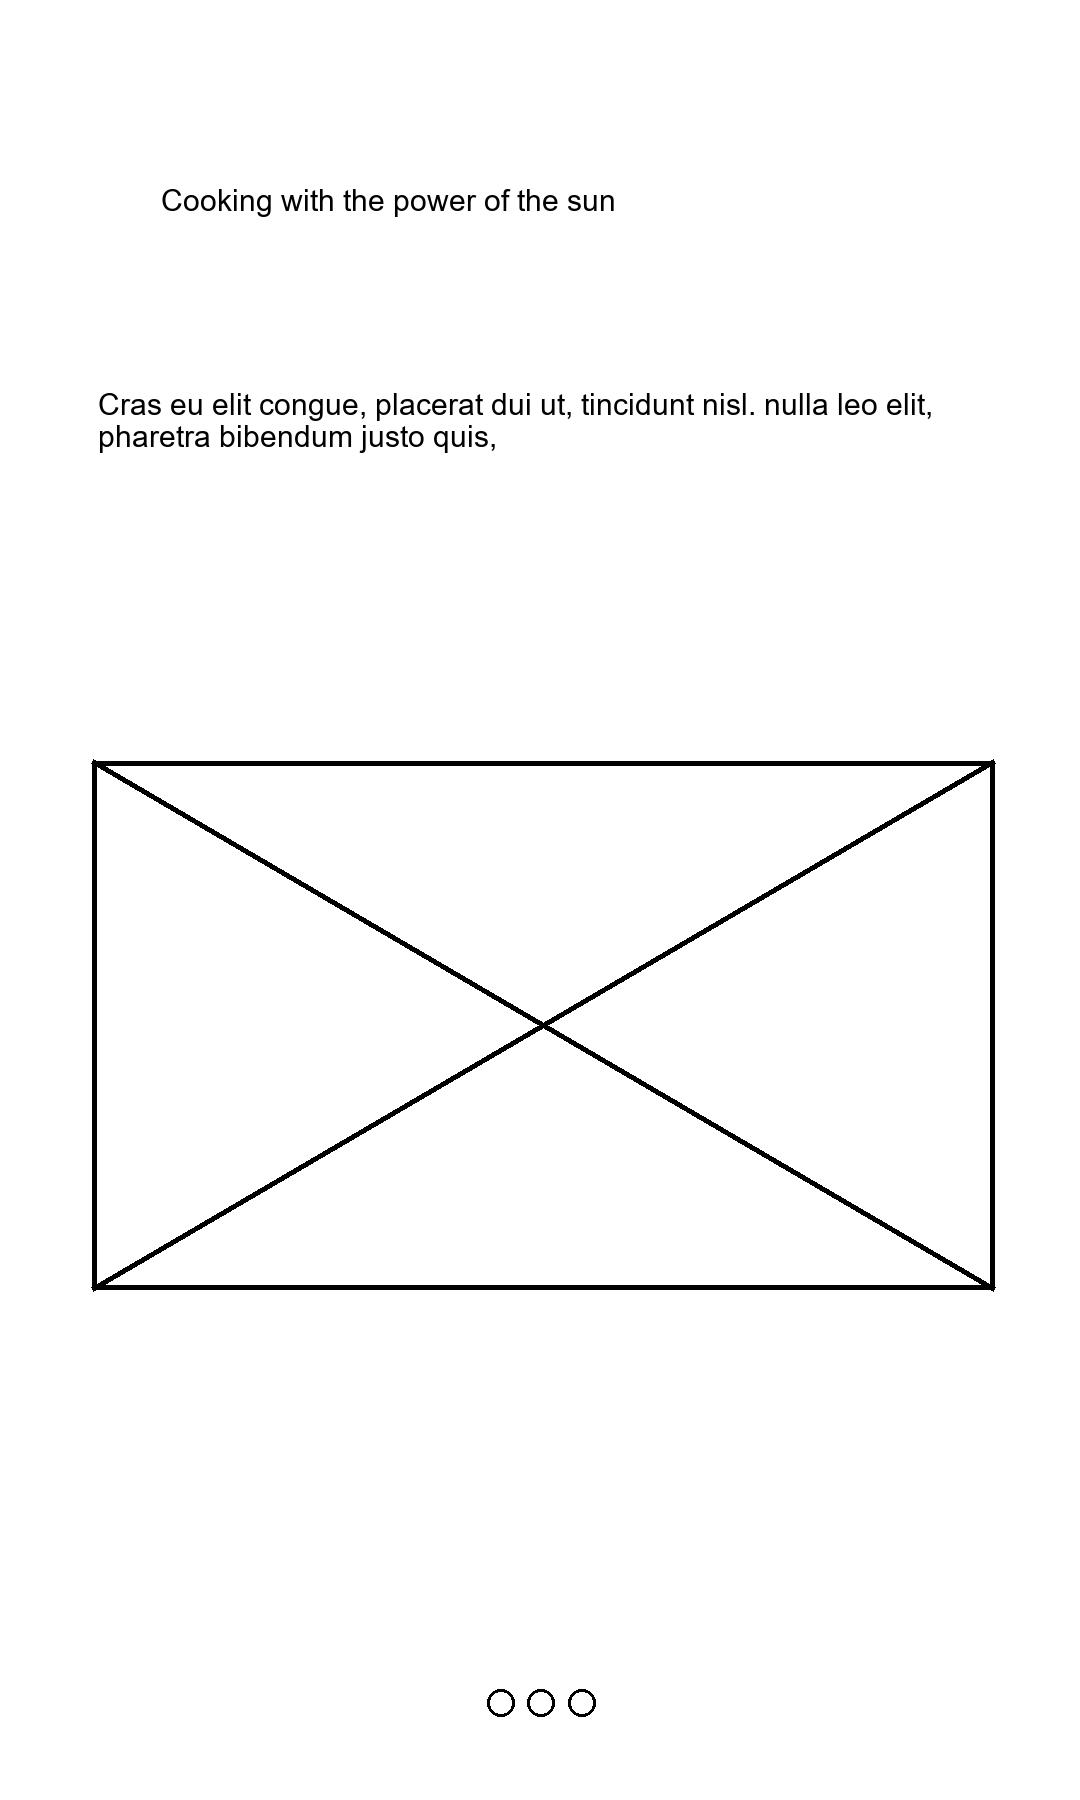 Cooking with the power of the sun
Cras eu elit congue, placerat dui ut, tincidunt nisl. nulla leo elit,
pharetra bibendum justo quis,